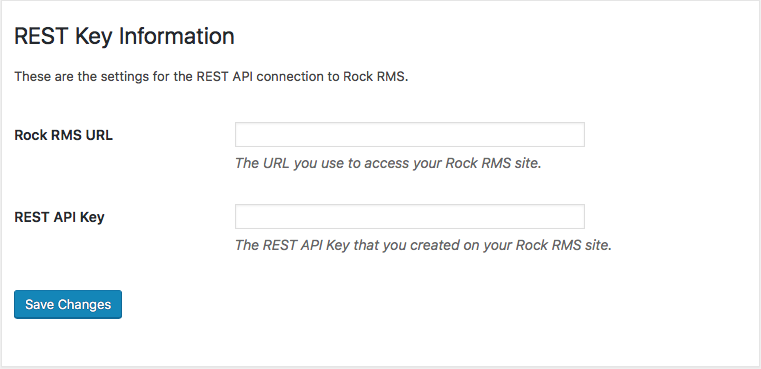 REST Key Information
These are the settings for the REST API connection to Rock RMS.
Rock RMS URL
The URL you use to access your Rock RMS site.
REST API Key
The REST API Key that you created on your Rock RMS site.
Save Changes